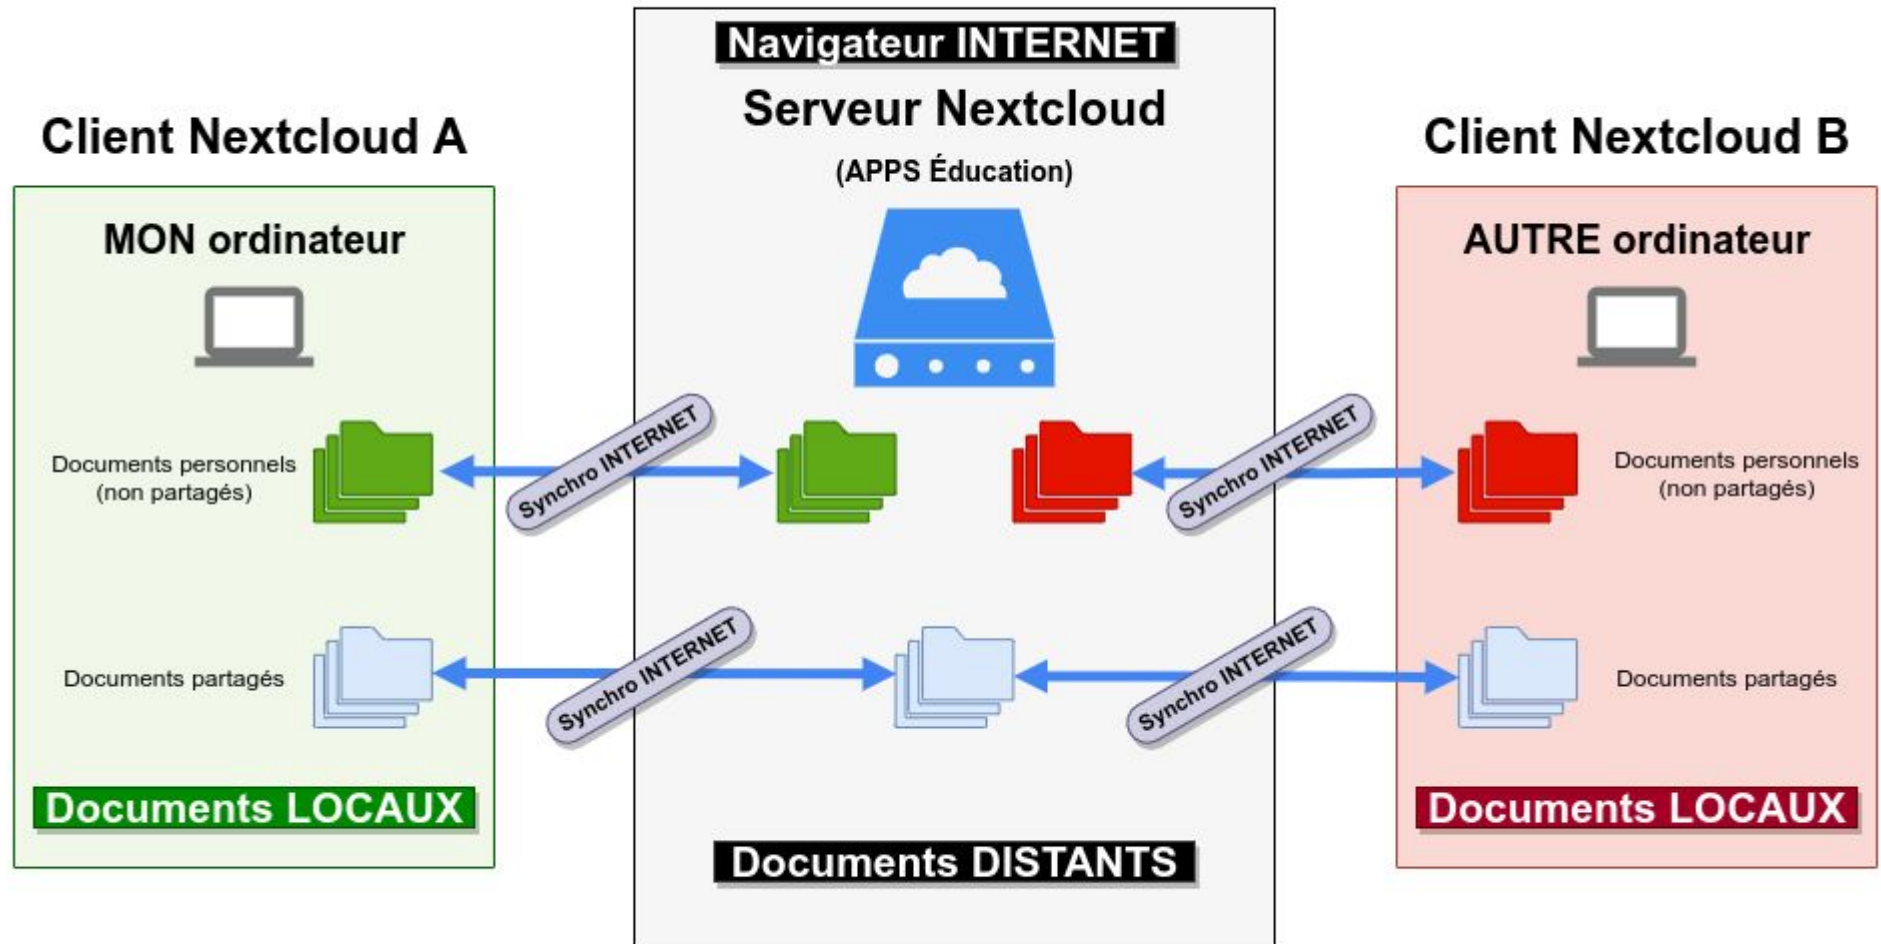 Navigateur INTERNET
Serveur Nextcloud
(APPS Éducation)
Client Nextcloud A
MON ordinateur
Documents personnels
(non partagés)
Synchro INTERNET
Documents partagés
Synchro INTERNET
Documents LOCAUX
Documents DISTANTS
Client Nextcloud B
AUTRE ordinateur
Synchro INTERNET
Documents personnels
(non partagés)
Synchro INTERNET
Documents partagés
Documents LOCAUX